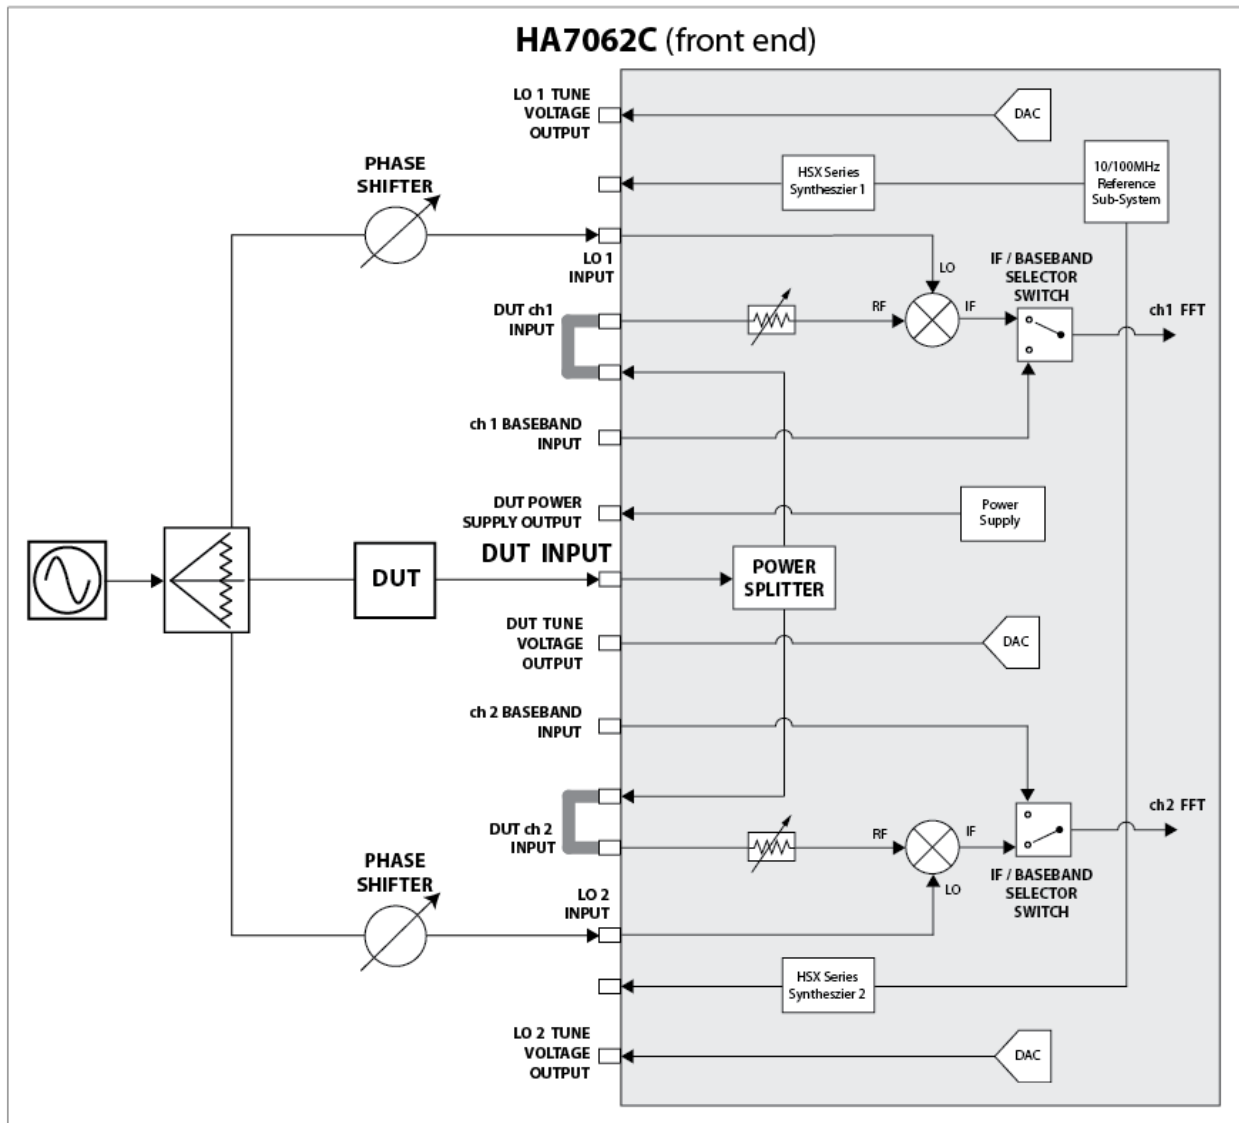 HA7062C (front end)
LO 1 TUNE
VOLTAGE
OUTPUT
DAC
PHASE
SHIFTER
HSX Series
Syntheszier 1
10/100MHz
Reference
Sub-System
LO 1
INPUT
LO
IF / BASEBAND
SELECTOR
SWITCH
DUT ch1
INPUT
RF
IF
ch1 FFT
ch 1 BASEBAND
INPUT
DUT POWER
SUPPLY OUTPUT
Power
Supply
DUT
DUT INPUT
POWER
SPLITTER
DUT TUNE
VOLTAGE
OUTPUT
DAC
ch 2 BASEBAND
INPUT
DUT ch 2
INPUT
RF
IF
ch2 FFT
LO
IF / BASEBAND
SELECTOR
SWITCH
PHASE
SHIFTER
LO 2
INPUT
HSX Series
Syntheszier 2
LO 2 TUNE
VOLTAGE
OUTPUT
DAC